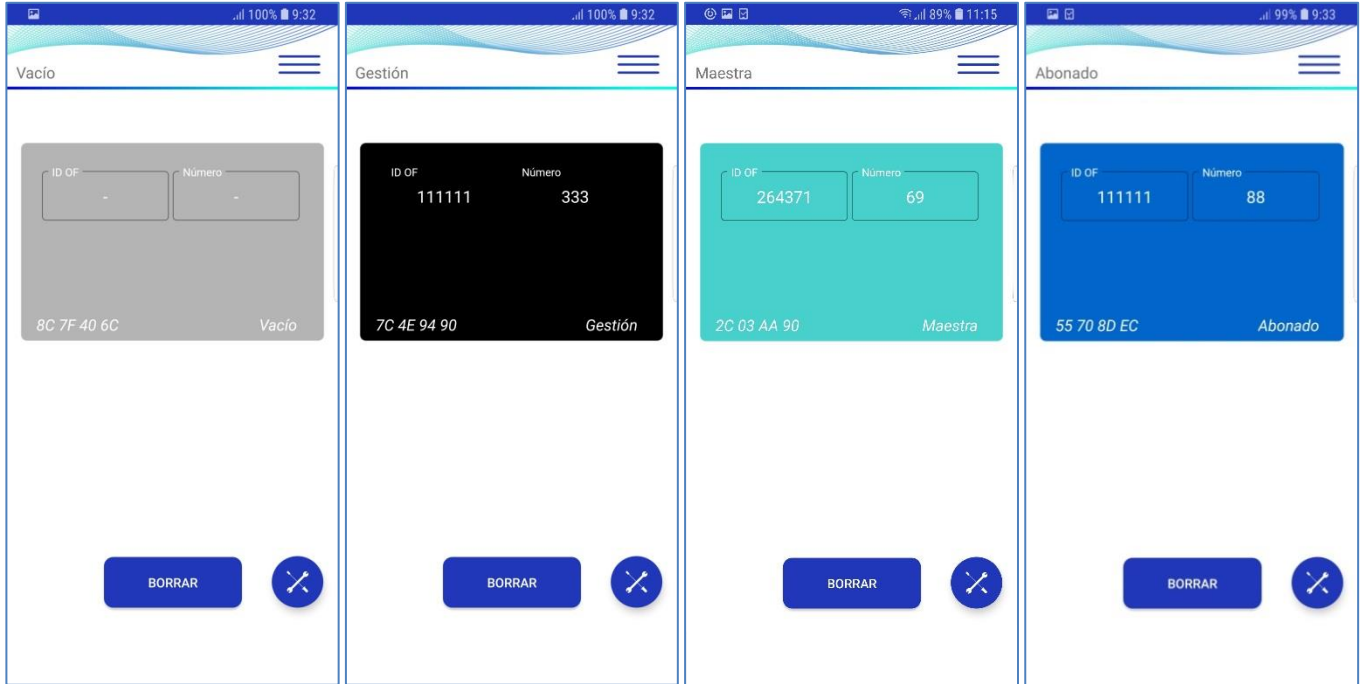 100% 9:32
Vacío
ID OF Número
- -
8C 7F 40 6C Vacío
BORRAR
100% 9:32
Gestión
ID OF Número
111111 333
7C 4E 94 90 Gestión
BORRAR
89% 11:15
Maestra
ID OF Número
264371 69
2C 03 AA 90 Maestra
BORRAR
99% 9:33
Abonado
ID OF Número
111111 88
55 70 8D EC Abonado
BORRAR